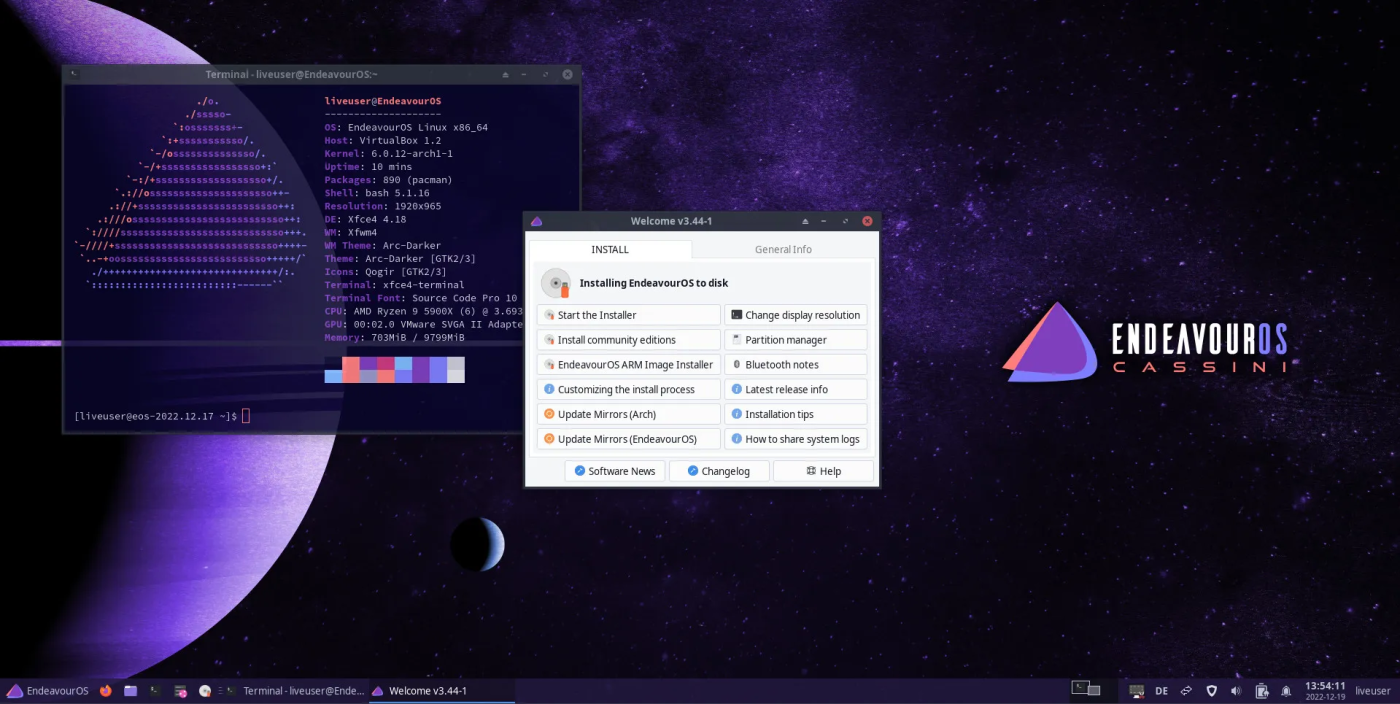 Terminal - liveuser@EndeavourOS:~
./o.
./sssso-
`:osssssss+-
`:+sssssssssso/.
`-/ossssssssssssso/.
`-/+sssssssssssssssso+:`
`-:/+sssssssssssssssssso+/.
`.://osssssssssssssssssssso++-
.://+ssssssssssssssssssssssso++:
.:///ossssssssssssssssssssssssso++:
`:////ssssssssssssssssssssssssssso+++.
`-////+ssssssssssssssssssssssssssso++++-
`..-+oosssssssssssssssssssssssso+++++/`
./++++++++++++++++++++++++++++++/:.
`:::::::::::::::::::::::::------``
liveuser@EndeavourOS
--------------------
OS: EndeavourOS Linux x86_64
Host: VirtualBox 1.2
Kernel: 6.0.12-arch1-1
Uptime: 10 mins
Packages: 890 (pacman)
Shell: bash 5.1.16
Resolution: 1920x965
DE: Xfce4 4.18
WM: Xfwm4
WM Theme: Arc-Darker
Theme: Arc-Darker [GTK2/3]
Icons: Qogir [GTK2/3]
Terminal: xfce4-terminal
Terminal Font: Source Code Pro 10
CPU: AMD Ryzen 9 5900X (6) @ 3.693
GPU: 00:02.0 VMware SVGA II Adapte
Memory: 703MiB / 9799MiB
[liveuser@eos-2022.12.17 ~]$
Welcome v3.44-1
INSTALL
General Info
Installing EndeavourOS to disk
Start the Installer
Change display resolution
Install community editions
Partition manager
EndeavourOS ARM Image Installer
Bluetooth notes
Customizing the install process
Latest release info
Update Mirrors (Arch)
Installation tips
Update Mirrors (EndeavourOS)
How to share system logs
Software News
Changelog
Help
ENDEAVOUROS
CASSINI
EndeavourOS
Terminal - liveuser@Ende...
Welcome v3.44-1
DE
13:54:11
2022-12-19
liveuser